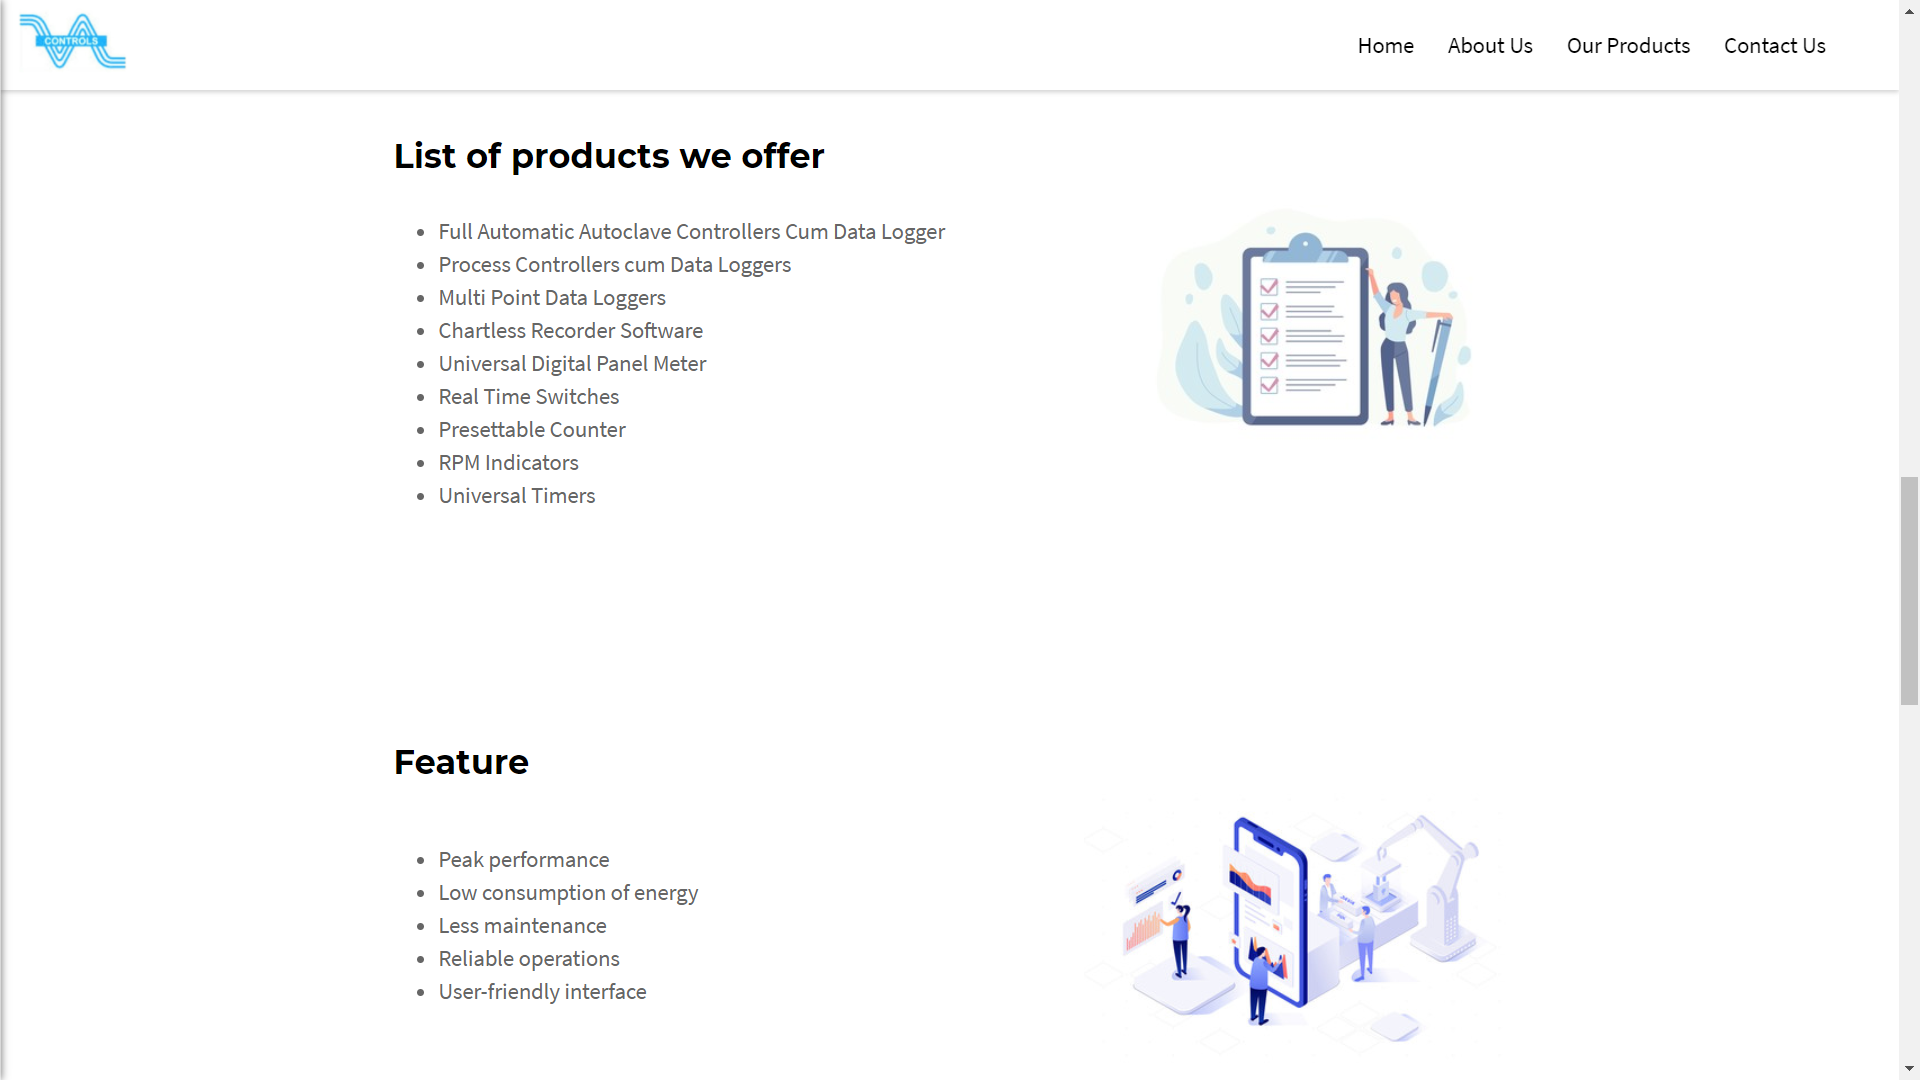 CONTROLS
Home About Us Our Products Contact Us
List of products we offer
Full Automatic Autoclave Controllers Cum Data Logger
Process Controllers cum Data Loggers
Multi Point Data Loggers
Chartless Recorder Software
Universal Digital Panel Meter
Real Time Switches
Presettable Counter
RPM Indicators
Universal Timers
Feature
Peak performance
Low consumption of energy
Less maintenance
Reliable operations
User-friendly interface